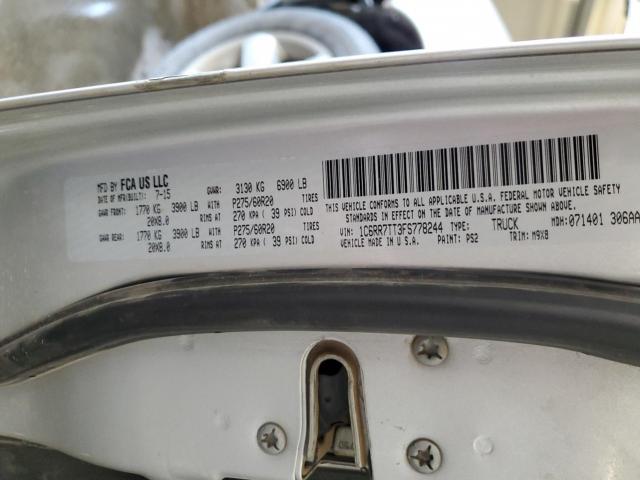 MFD BY FCA US LLC
DATE OF MFR(BUILT): 7-15 GVWR: 3130 KG 6900 LB
GAWR FRONT: 1770 KG 3900 LB WITH P275/60R20 TIRES
20X8.0 RIMS AT 270 KPA ( 39 PSI) COLD
GAWR REAR: 1770 KG 3900 LB WITH P275/60R20 TIRES
20X8.0 RIMS AT 270 KPA ( 39 PSI) COLD
THIS VEHICLE CONFORMS TO ALL APPLICABLE U.S.A. FEDERAL MOTOR VEHICLE SAFETY
STANDARDS IN EFFECT ON THE DATE OF MANUFACTURE SHOWN ABOVE.
VIN: 1C6RR7TT3FS778244 TYPE: TRUCK MDH:071401 306AA
PAINT: PS2 TRIM: M9X8